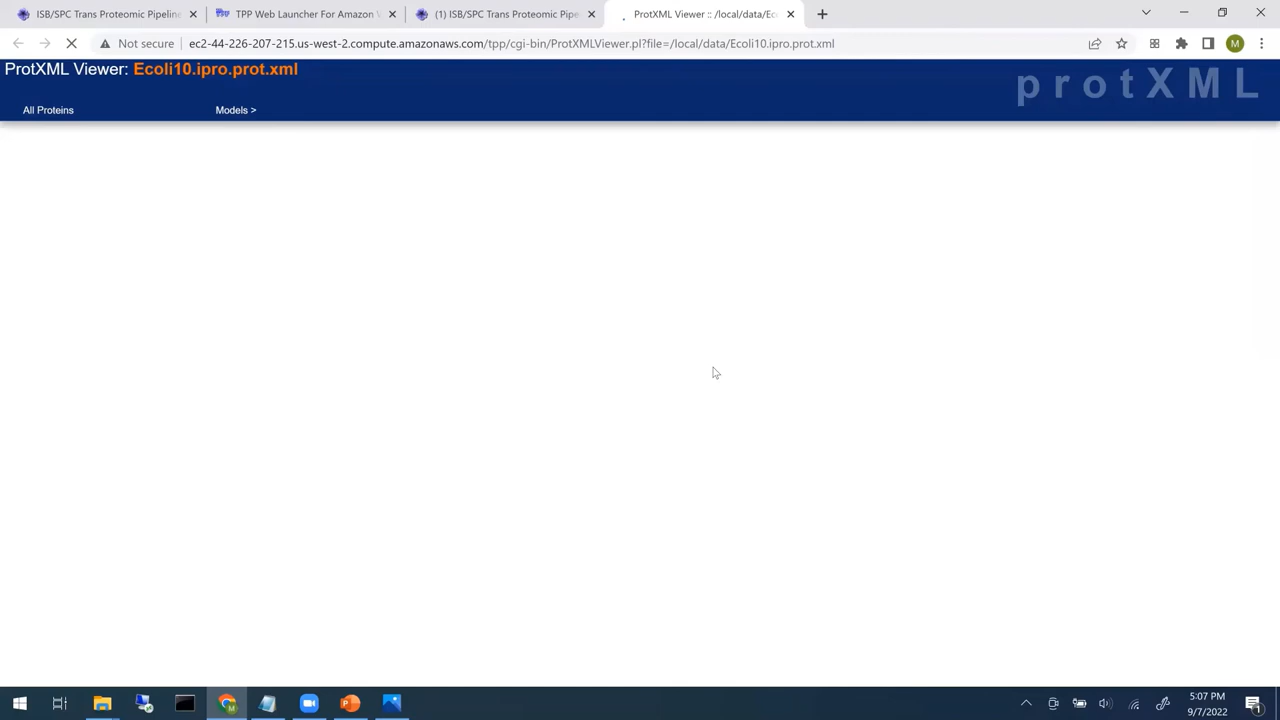 ISB/SPC Trans Proteomic Pipeline
TPP Web Launcher For Amazon
(1) ISB/SPC Trans Proteomic Pipe
ProtXML Viewer :: /local/data/Ec
Not secure
ec2-44-226-207-215.us-west-2.compute.amazonaws.com/tpp/cgi-bin/ProtXMLViewer.pl?file=/local/data/Ecoli10.ipro.prot.xml
M
ProtXML Viewer: Ecoli10.ipro.prot.xml
protXML
All Proteins
Models >
5:07 PM
9/7/2022
1